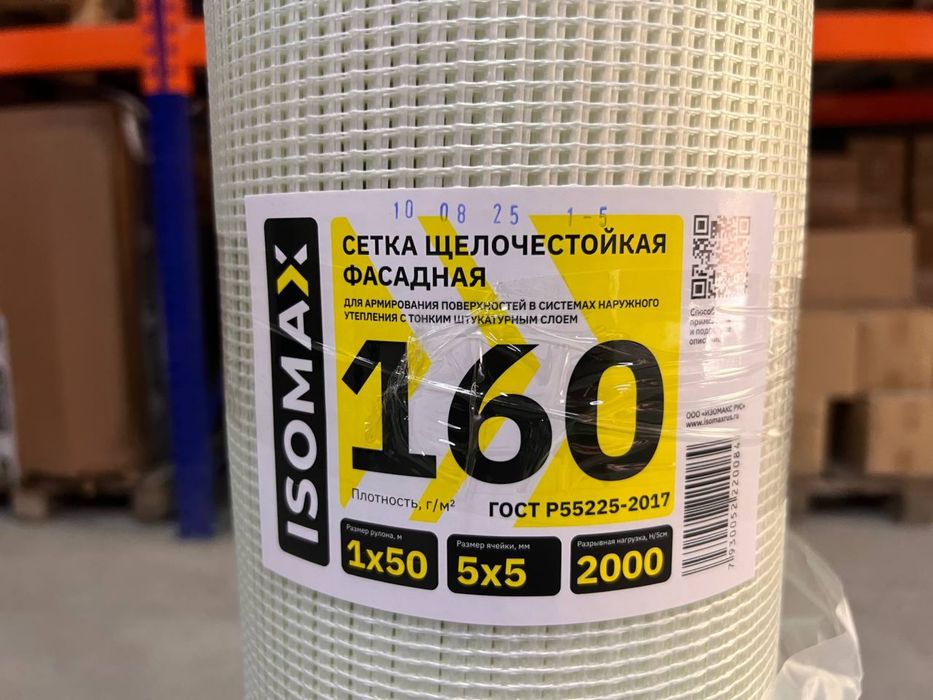 10 08 25 1-5
ISOMAX
СЕТКА ЩЕЛОЧЕСТОЙКАЯ
ФАСАДНАЯ
ДЛЯ АРМИРОВАНИЯ ПОВЕРХНОСТЕЙ В СИСТЕМАХ НАРУЖНОГО
УТЕПЛЕНИЯ С ТОНКИМ ШТУКАТУРНЫМ СЛОЕМ
160
Плотность, г/м²
ГОСТ Р55225-2017
Размер рулона, м
1x50
Размер ячейки, мм
5x5
Разрывная нагрузка, Н/5см
2000
ООО «ИЗОМАКС РУС»
www.isomaxrus.ru